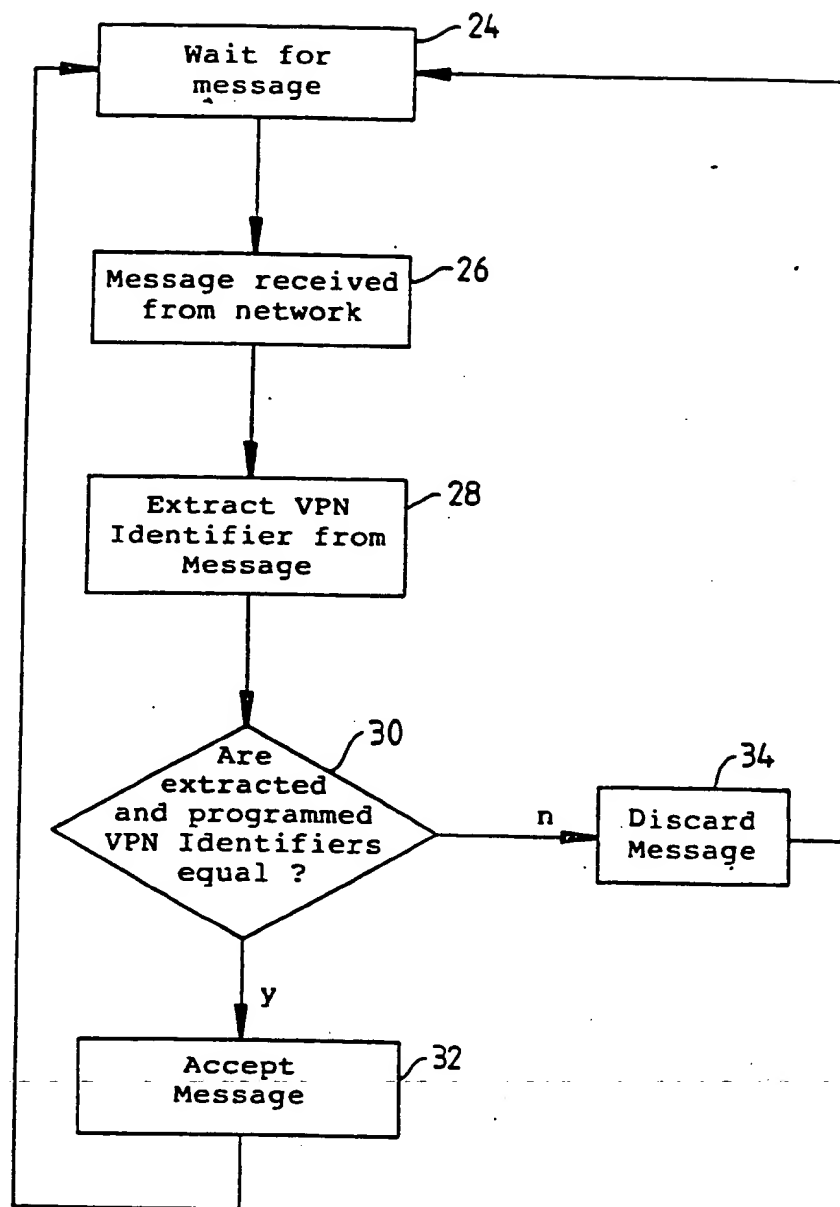 24
Wait for
message
26
Message received
from network
28
Extract VPN
Identifier from
Message
30
Are
extracted
and programmed
VPN Identifiers
equal ?
n
34
Discard
Message
y
32
Accept
Message